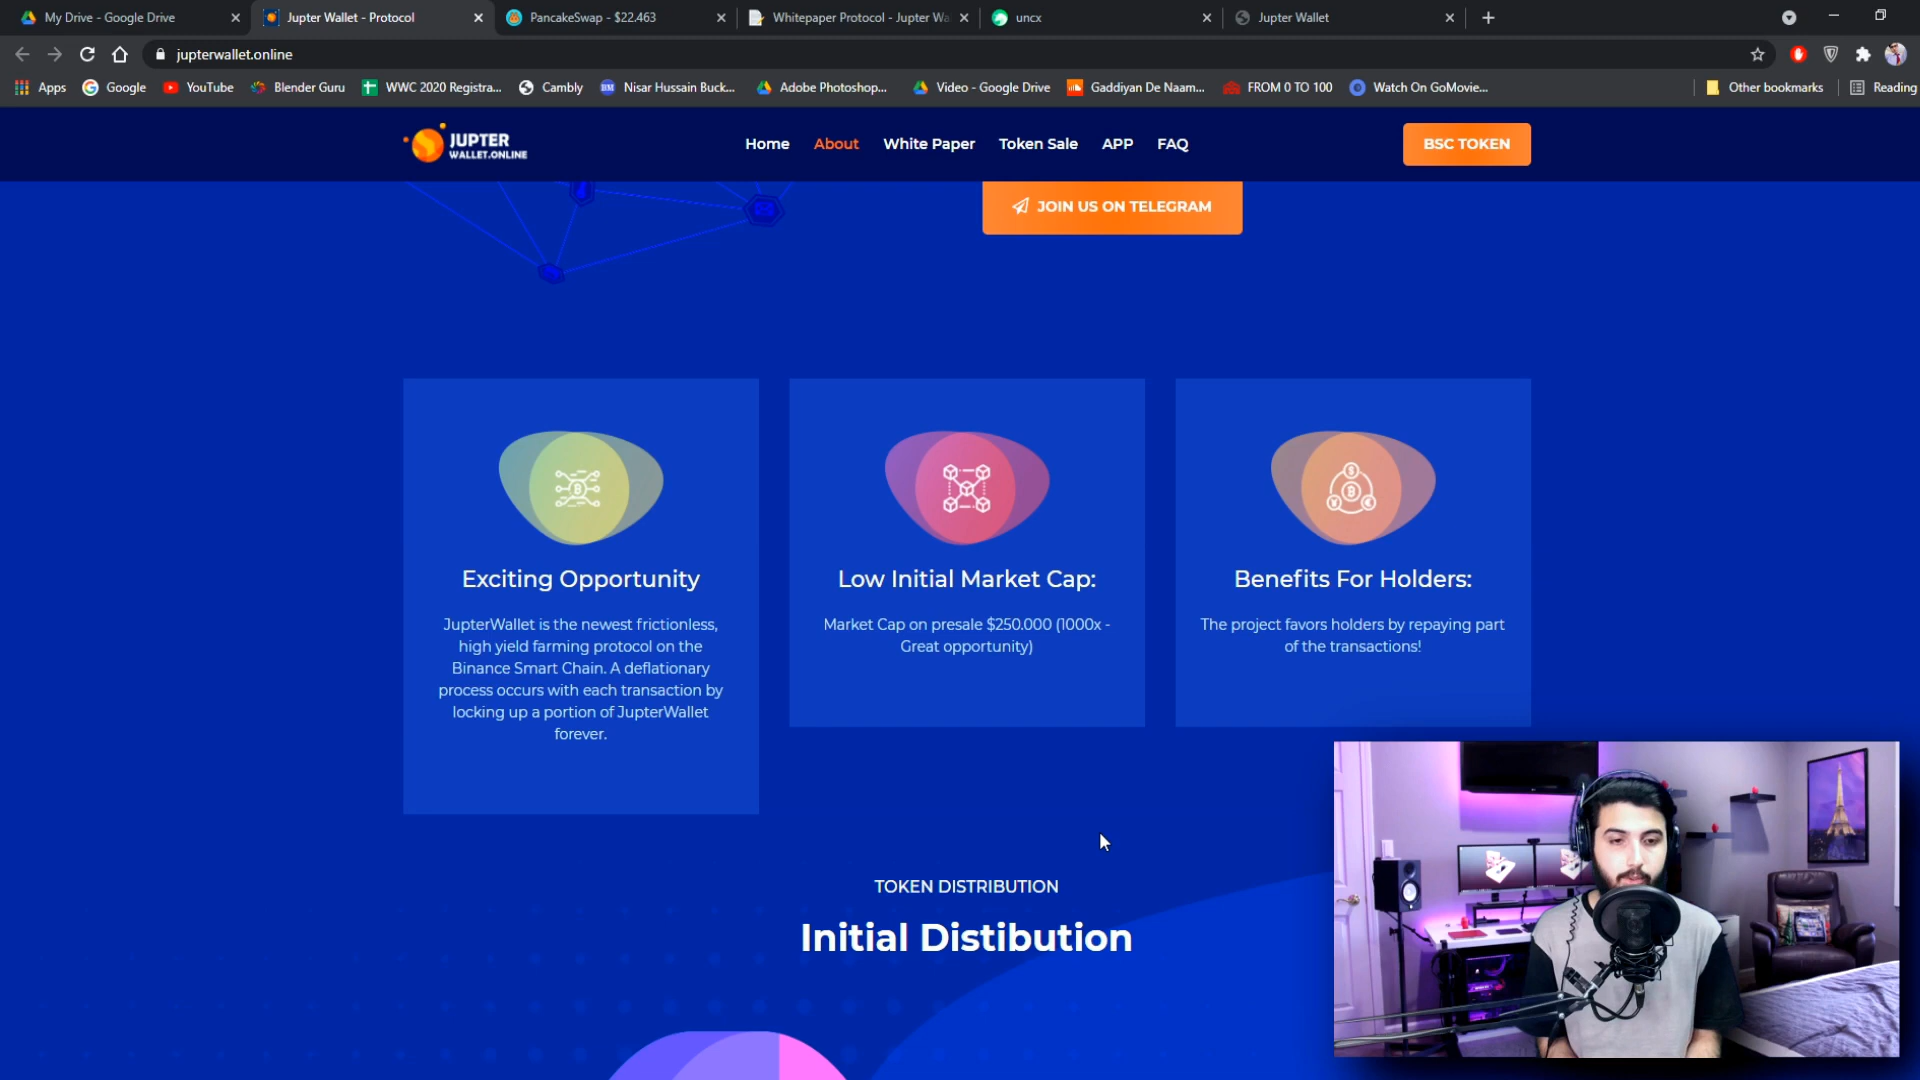 My Drive - Google Drive
Jupter Wallet - Protocol
PancakeSwap - $22.463
Whitepaper Protocol - Jupter Wa
uncx
Jupter Wallet
jupterwallet.online
Apps
Google
YouTube
Blender Guru
WWC 2020 Registra...
Cambly
Nisar Hussain Buck...
Adobe Photoshop...
Video - Google Drive
Gaddiyan De Naam...
FROM 0 TO 100
Watch On GoMovie...
Other bookmarks
Reading
JUPTER
WALLET.ONLINE
Home
About
White Paper
Token Sale
APP
FAQ
BSC TOKEN
JOIN US ON TELEGRAM
Exciting Opportunity
JupterWallet is the newest frictionless,
high yield farming protocol on the
Binance Smart Chain. A deflationary
process occurs with each transaction by
locking up a portion of JupterWallet
forever.
Low Initial Market Cap:
Market Cap on presale $250.000 (1000x -
Great opportunity)
Benefits For Holders:
The project favors holders by repaying part
of the transactions!
TOKEN DISTRIBUTION
Initial Distibution